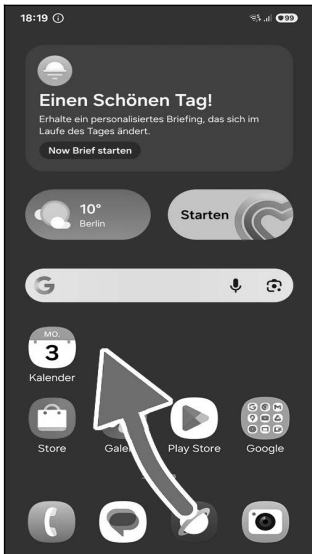 18:19
99
Einen Schönen Tag!
Erhalte ein personalisiertes Briefing, das sich im
Laufe des Tages ändert.
Now Brief starten
10°
Berlin
Starten
G
MO.
3
Kalender
Store
Play Store
Google